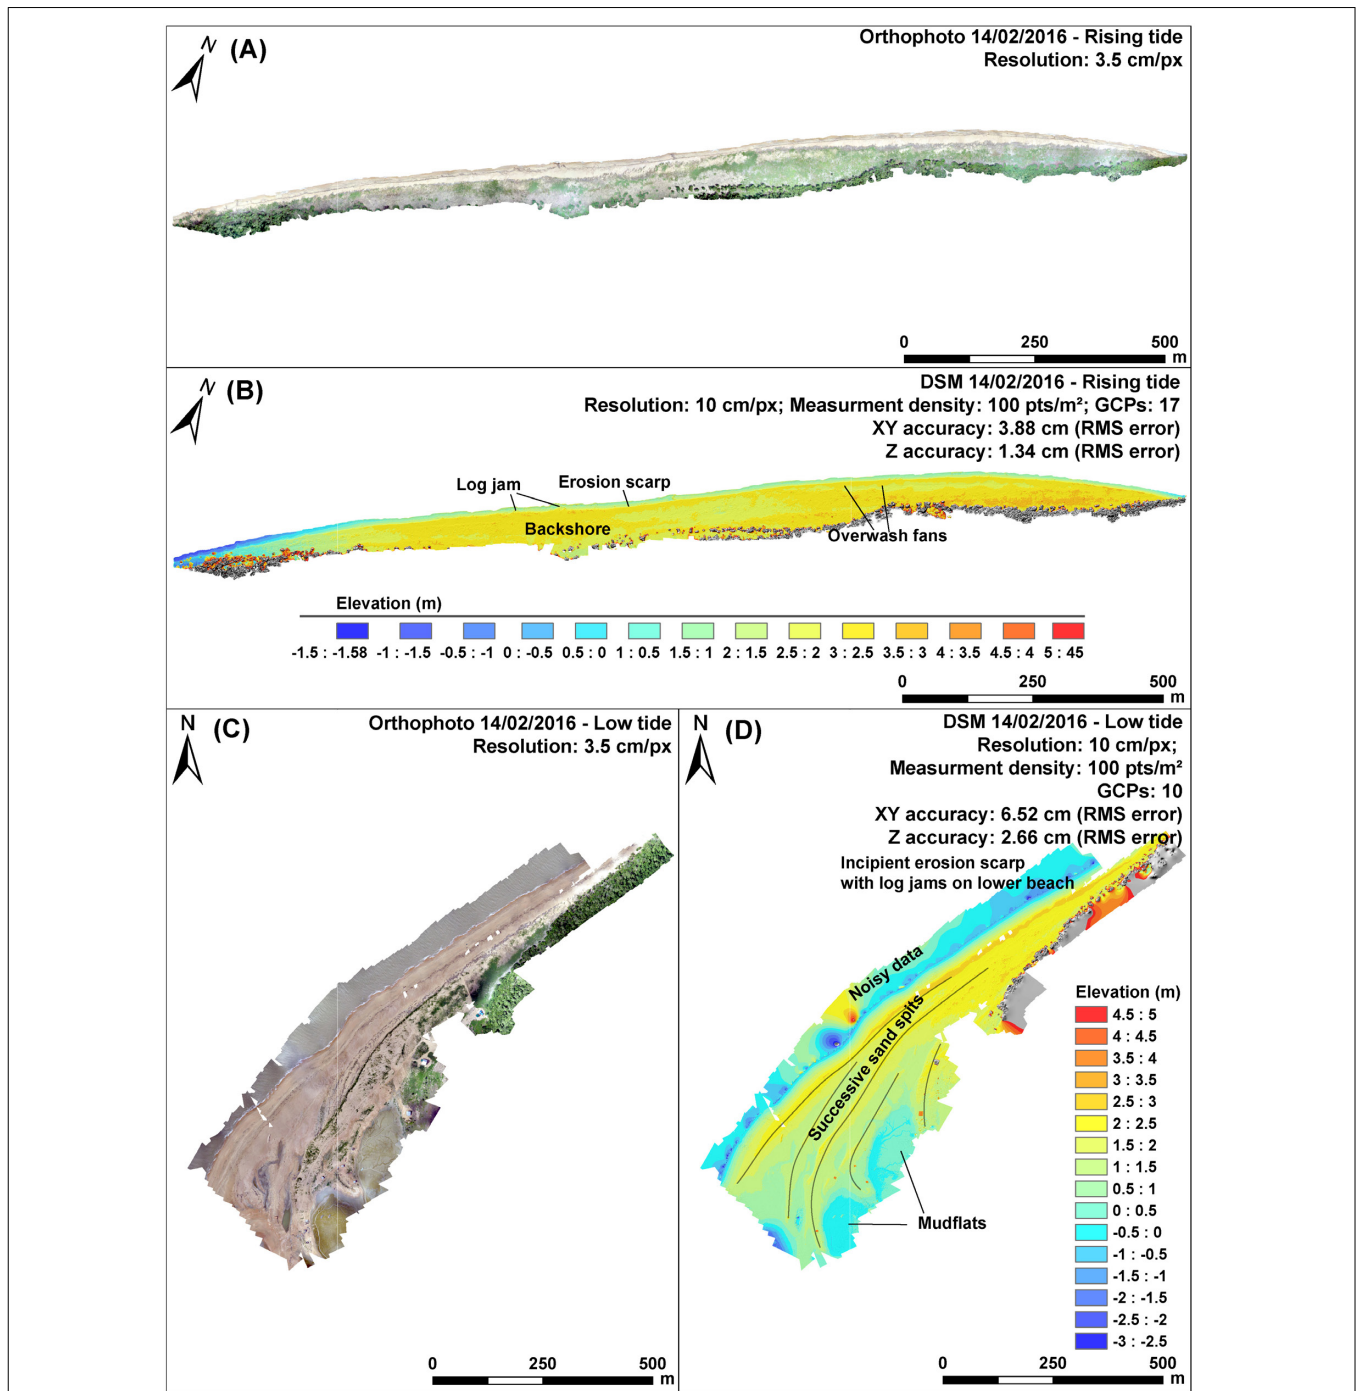 N
(A)
Orthophoto 14/02/2016 - Rising tide
Resolution: 3.5 cm/px
0 250 500
m
N
(B)
DSM 14/02/2016 - Rising tide
Resolution: 10 cm/px; Measurment density: 100 pts/m²; GCPs: 17
XY accuracy: 3.88 cm (RMS error)
Z accuracy: 1.34 cm (RMS error)
Log jam
Erosion scarp
Backshore
Overwash fans
Elevation (m)
-1.5 : -1.58 -1 : -1.5 -0.5 : -1 0 : -0.5 0.5 : 0 1 : 0.5 1.5 : 1 2 : 1.5 2.5 : 2 3 : 2.5 3.5 : 3 4 : 3.5 4.5 : 4 5 : 45
0 250 500
m
N
(C)
Orthophoto 14/02/2016 - Low tide
Resolution: 3.5 cm/px
0 250 500
m
N
(D)
DSM 14/02/2016 - Low tide
Resolution: 10 cm/px;
Measurment density: 100 pts/m²
GCPs: 10
XY accuracy: 6.52 cm (RMS error)
Z accuracy: 2.66 cm (RMS error)
Incipient erosion scarp
with log jams on lower beach
Noisy data
Successive sand spits
Mudflats
Elevation (m)
4.5 : 5
4 : 4.5
3.5 : 4
3 : 3.5
2.5 : 3
2 : 2.5
1.5 : 2
1 : 1.5
0.5 : 1
0 : 0.5
-0.5 : 0
-1 : -0.5
-1.5 : -1
-2 : -1.5
-2.5 : -2
-3 : -2.5
0 250 500
m